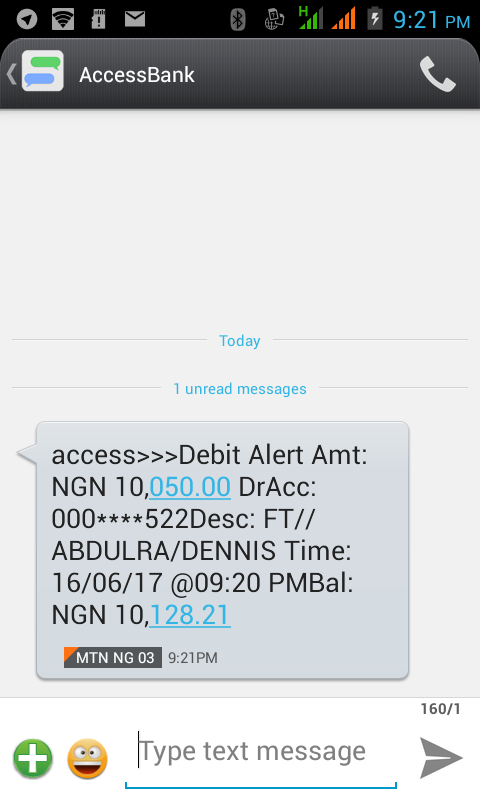 H
9:21 PM
AccessBank
Today
1 unread messages
access>>>Debit Alert Amt:
NGN 10,050.00 DrAcc:
000****522Desc: FT//
ABDULRA/DENNIS Time:
16/06/17 @09:20 PMBal:
NGN 10,128.21
MTN NG 03 9:21PM
160/1
Type text message